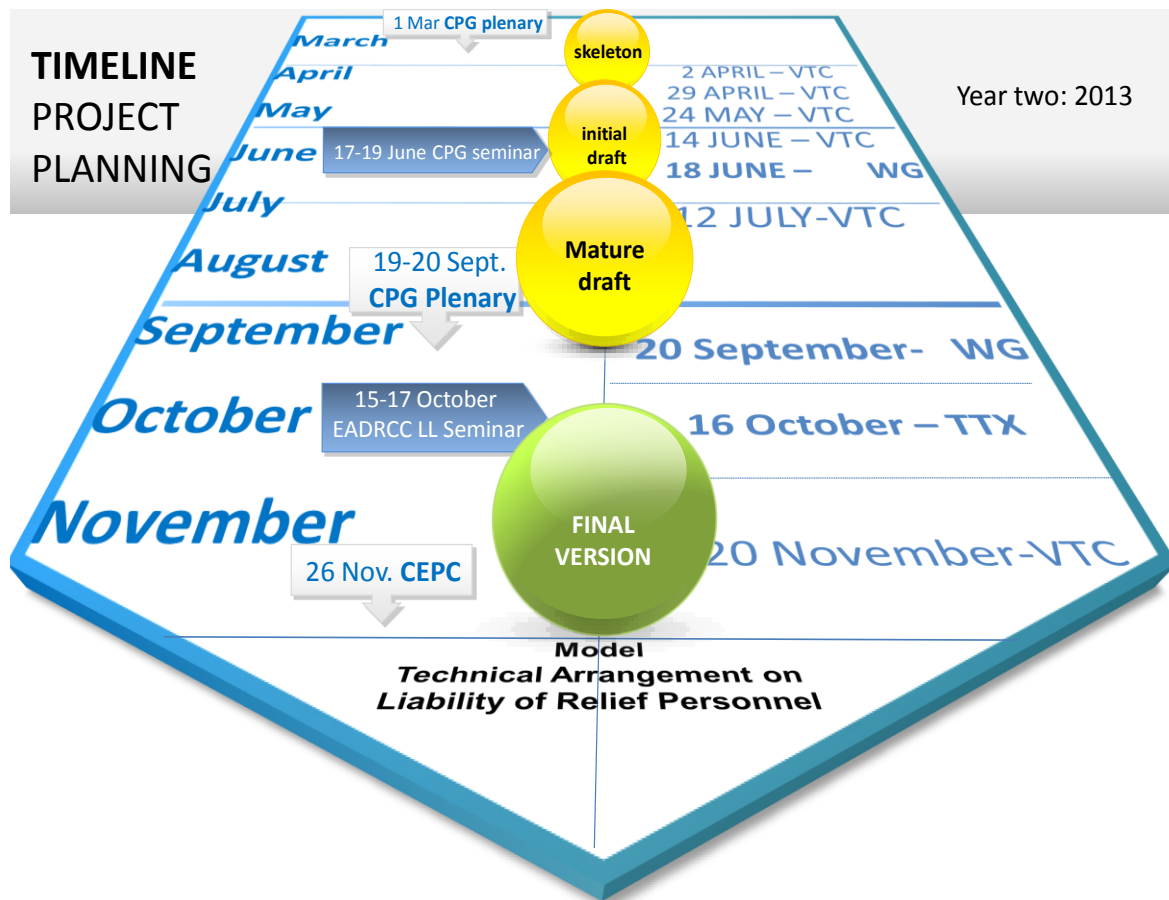 TIMELINE
PROJECT
PLANNING
Year two: 2013
1 Mar CPG plenary
March
April
May
June
July
August
September
October
November
skeleton
initial
draft
Mature
draft
FINAL
VERSION
17-19 June CPG seminar
19-20 Sept.
CPG Plenary
15-17 October
EADRCC LL Seminar
26 Nov. CEPC
2 APRIL – VTC
29 APRIL – VTC
24 MAY – VTC
14 JUNE – VTC
18 JUNE – WG
12 JULY-VTC
20 September- WG
16 October – TTX
20 November-VTC
Model
Technical Arrangement on
Liability of Relief Personnel